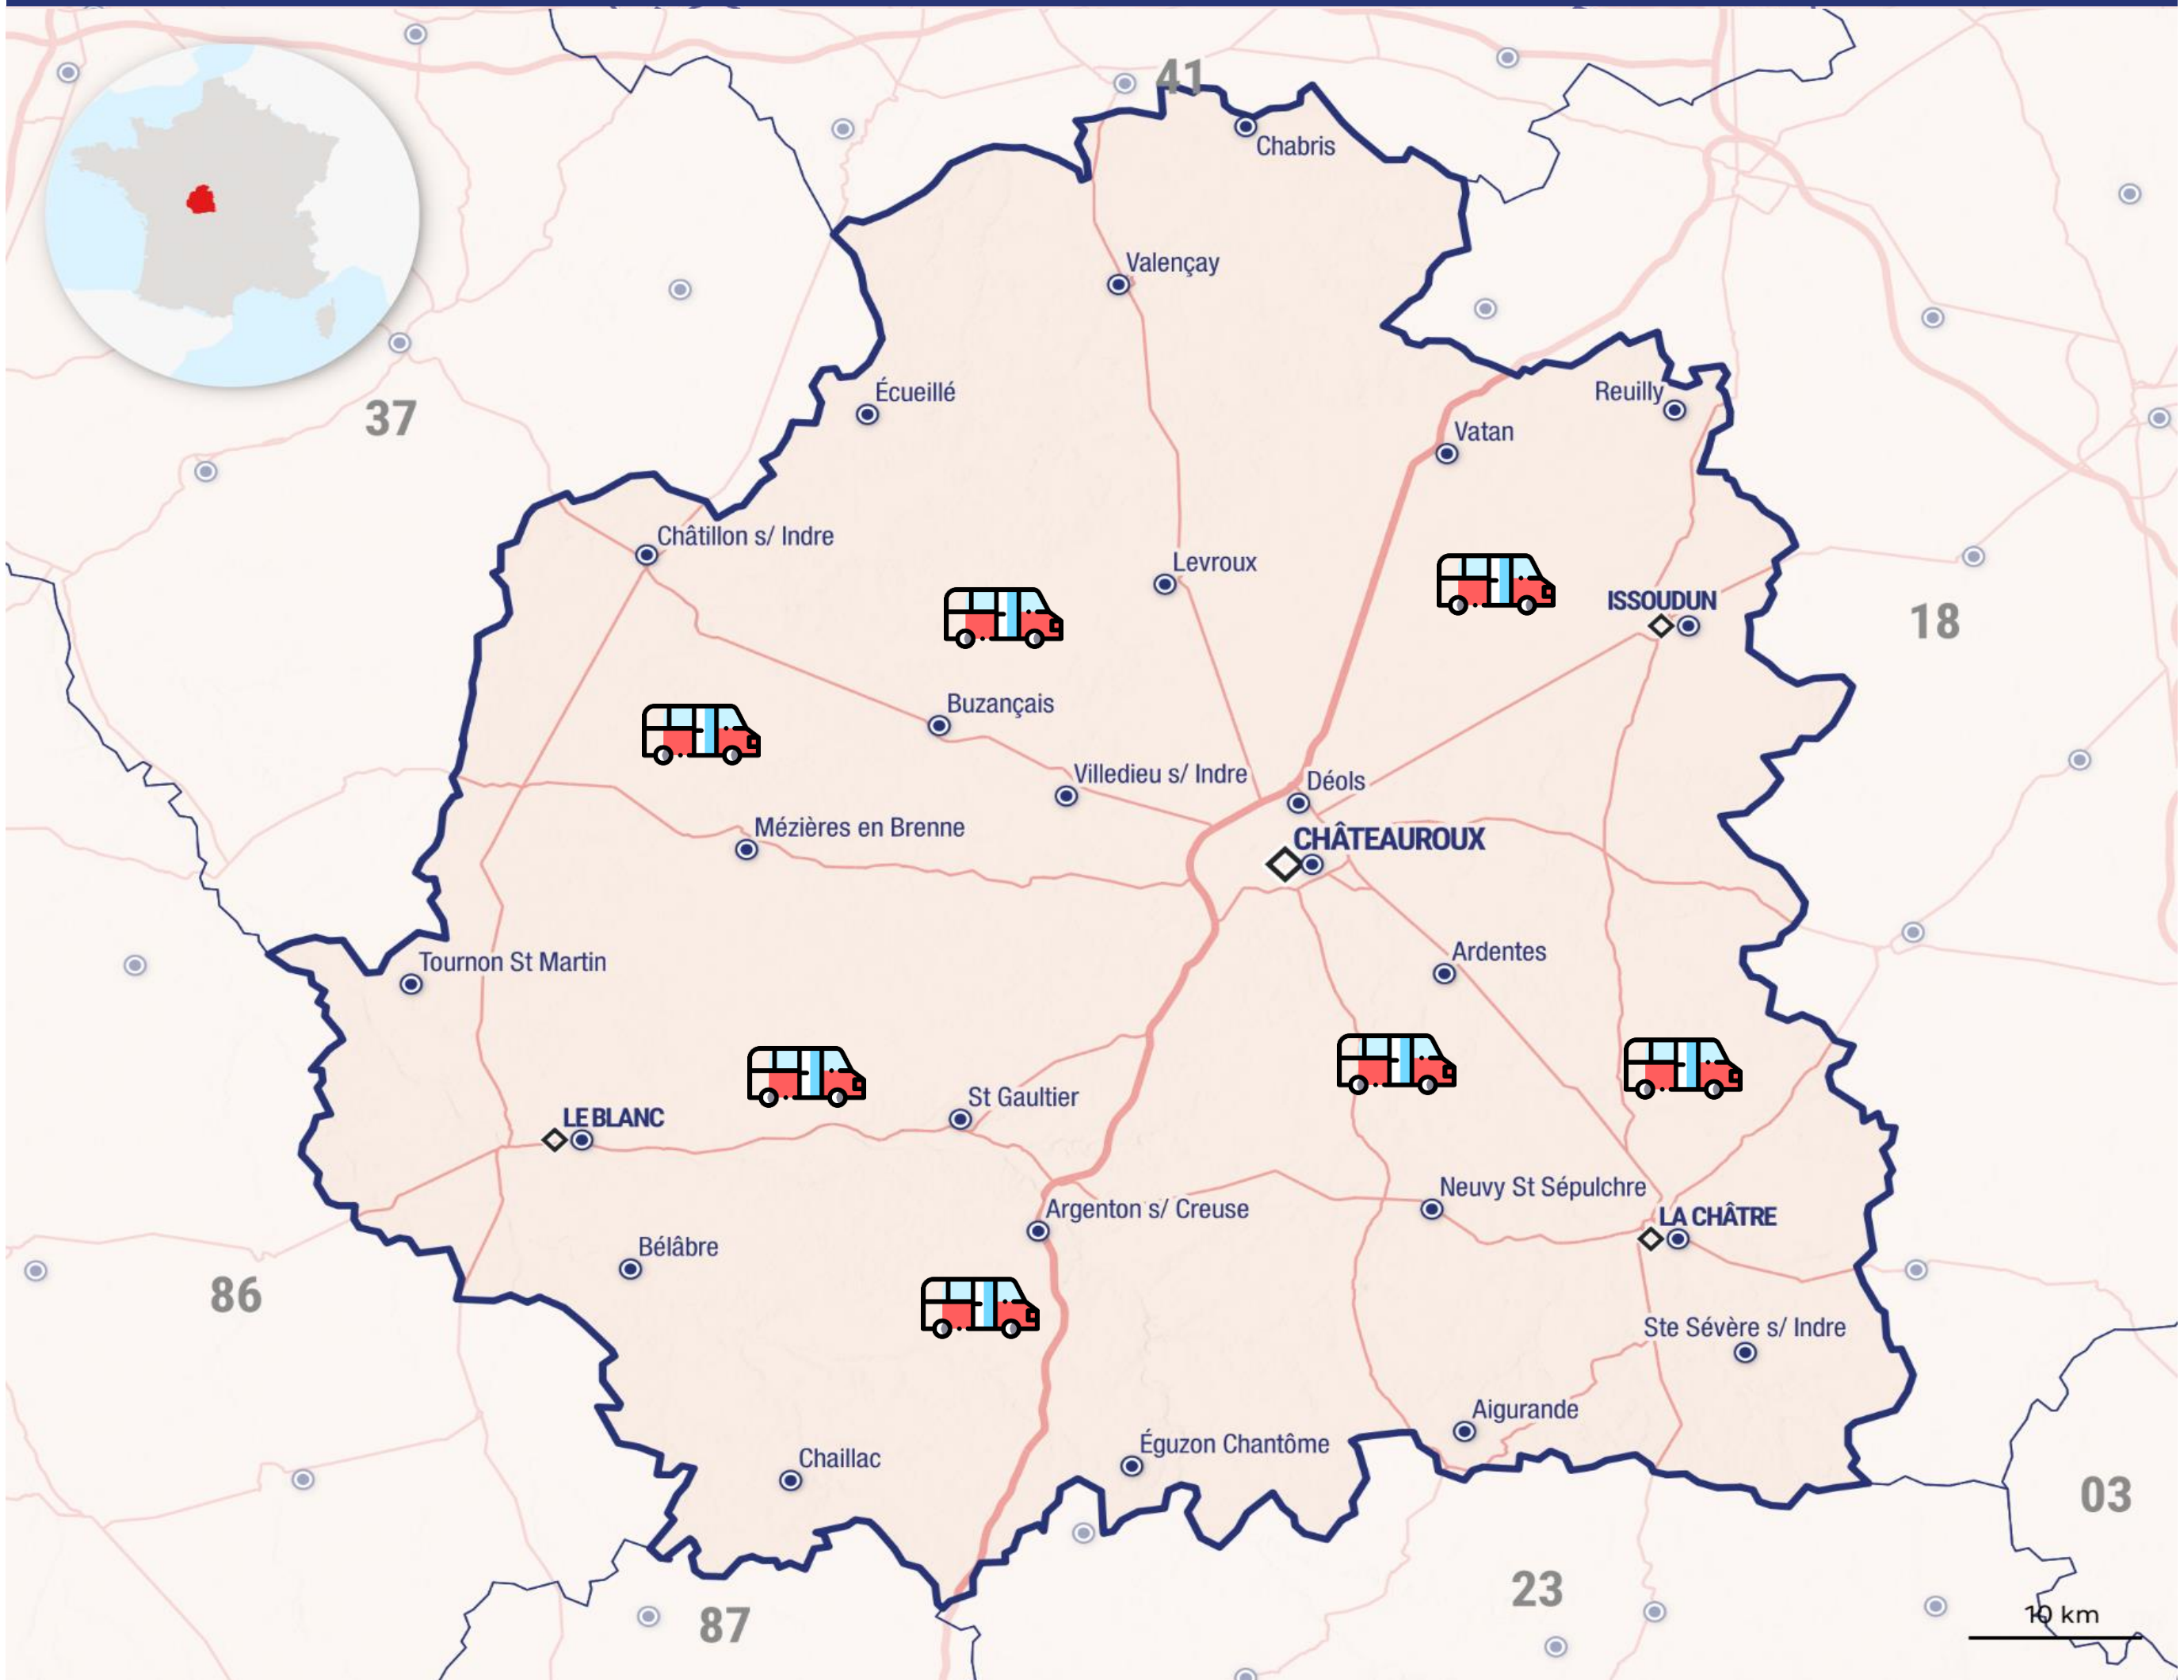 41
Chabris
Valençay
37
Écueillé
Reuilly
Vatan
Châtillon s/ Indre
Levroux
ISSOUDUN
18
Buzançais
Villedieu s/ Indre
Déols
Mézières en Brenne
CHÂTEAUROUX
Ardentes
Tournon St Martin
St Gaultier
LE BLANC
Neuvy St Sépulchre
Argenton s/ Creuse
LA CHÂTRE
Bélâbre
86
Ste Sévère s/ Indre
Aigurande
Éguzon Chantôme
Chaillac
03
23
87
10 km